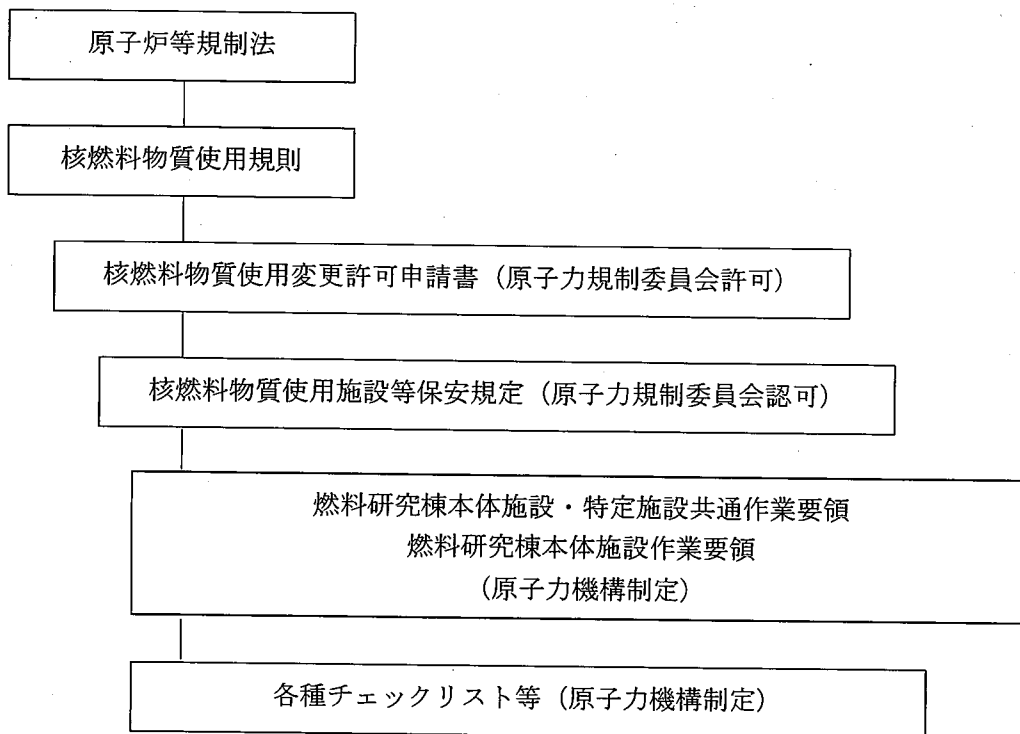 原子炉等規制法
核燃料物質使用規則
核燃料物質使用変更許可申請書（原子力規制委員会許可）
核燃料物質使用施設等保安規定（原子力規制委員会認可）
燃料研究棟本体施設・特定施設共通作業要領
燃料研究棟本体施設作業要領
（原子力機構制定）
各種チェックリスト等（原子力機構制定）